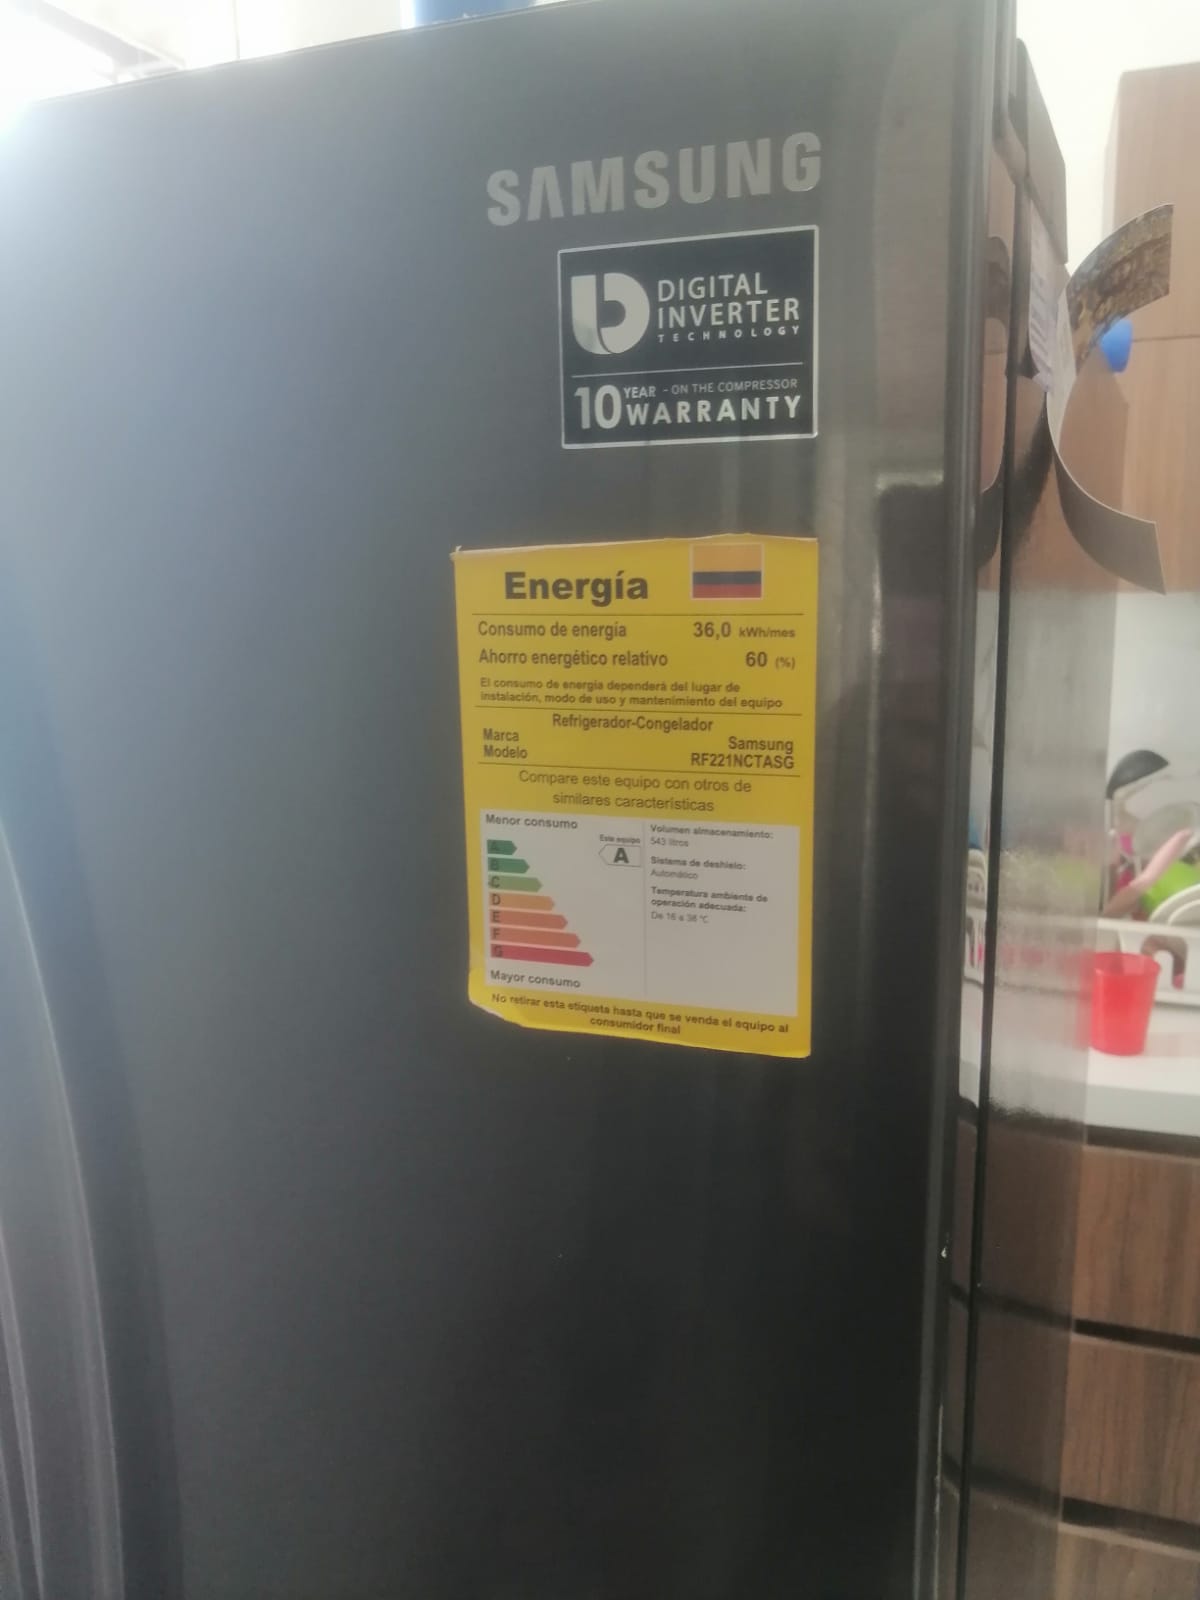 SAMSUNG
DIGITAL
INVERTER
TECHNOLOGY
10 YEAR - ON THE COMPRESSOR
WARRANTY
Energía
Consumo de energía 36,0 kWh/mes
Ahorro energético relativo 60 (%)
El consumo de energía dependerá del lugar de
instalación, modo de uso y mantenimiento del equipo
Refrigerador-Congelador
Marca Samsung
Modelo RF221NCTASG
Compare este equipo con otros de
similares características
Menor consumo
Este equipo
A
A
B
C
D
E
F
G
Mayor consumo
Volumen almacenamiento:
543 litros
Sistema de deshielo:
Automático
Temperatura ambiente de
operación adecuada:
De 16 a 38 °C
No retirar esta etiqueta hasta que se venda el equipo al
consumidor final